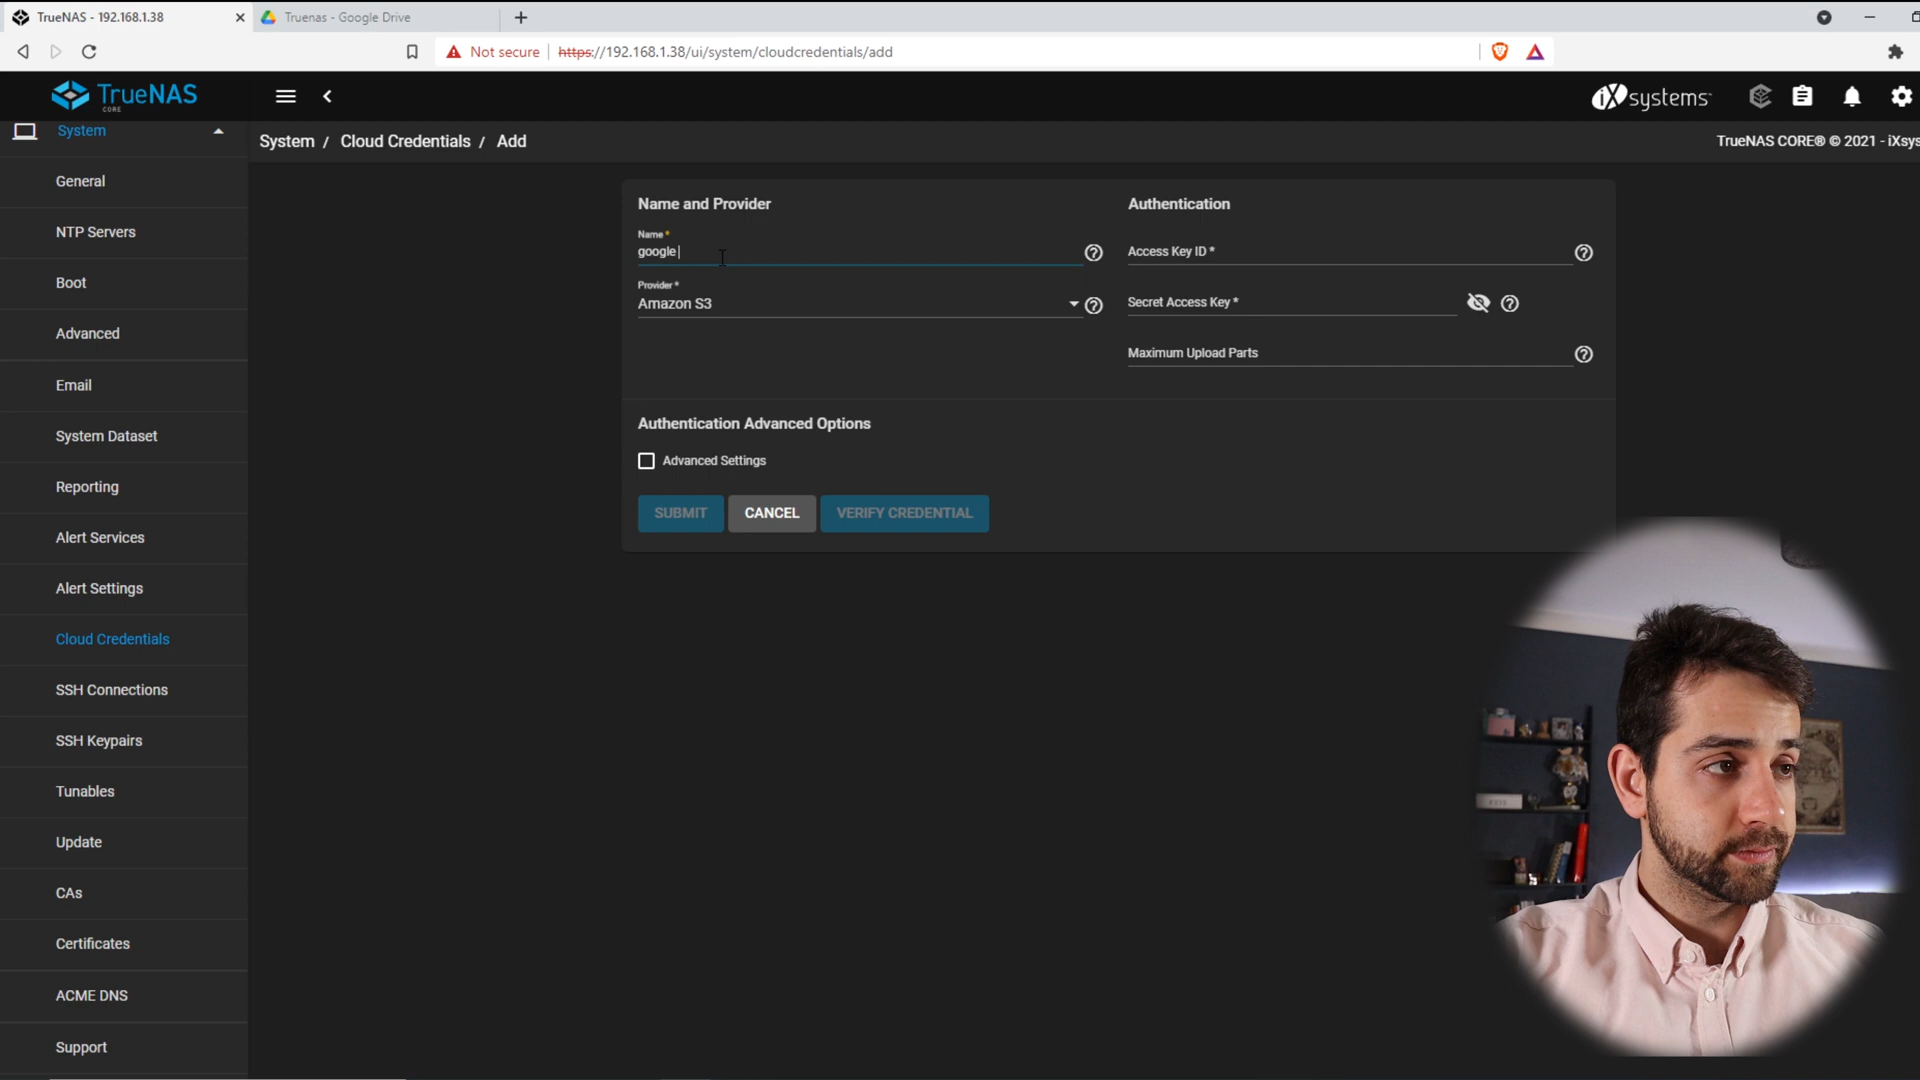 TrueNAS - 192.168.1.38
Truenas - Google Drive
Not secure
https://192.168.1.38/ui/system/cloudcredentials/add
TrueNAS
CORE
iXsystems
System
System / Cloud Credentials / Add
TrueNAS CORE® © 2021 - iXsys
General
NTP Servers
Boot
Advanced
Email
System Dataset
Reporting
Alert Services
Alert Settings
Cloud Credentials
SSH Connections
SSH Keypairs
Tunables
Update
CAs
Certificates
ACME DNS
Support
Name and Provider
Name *
google
Provider *
Amazon S3
Authentication
Access Key ID *
Secret Access Key *
Maximum Upload Parts
Authentication Advanced Options
Advanced Settings
SUBMIT
CANCEL
VERIFY CREDENTIAL